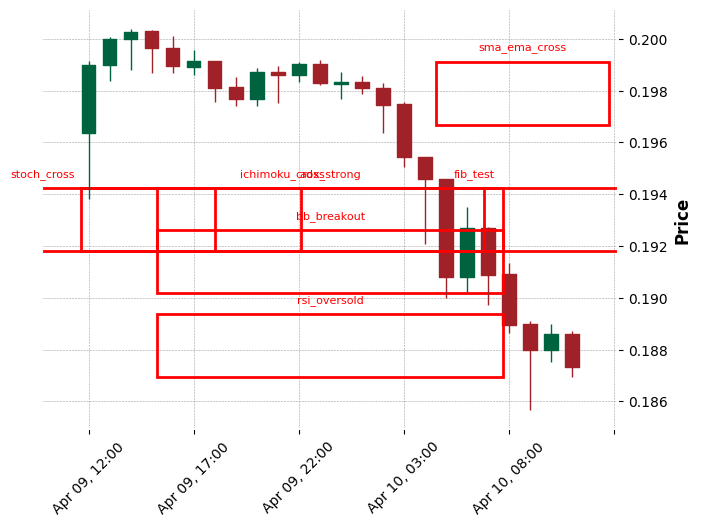 sma_ema_cross
stoch_cross
ichimoku_cross
adx_strong
fib_test
bb_breakout
rsi_oversold
0.200
0.198
0.196
0.194
0.192
0.190
0.188
0.186
Price
Apr 09, 12:00
Apr 09, 17:00
Apr 09, 22:00
Apr 10, 03:00
Apr 10, 08:00